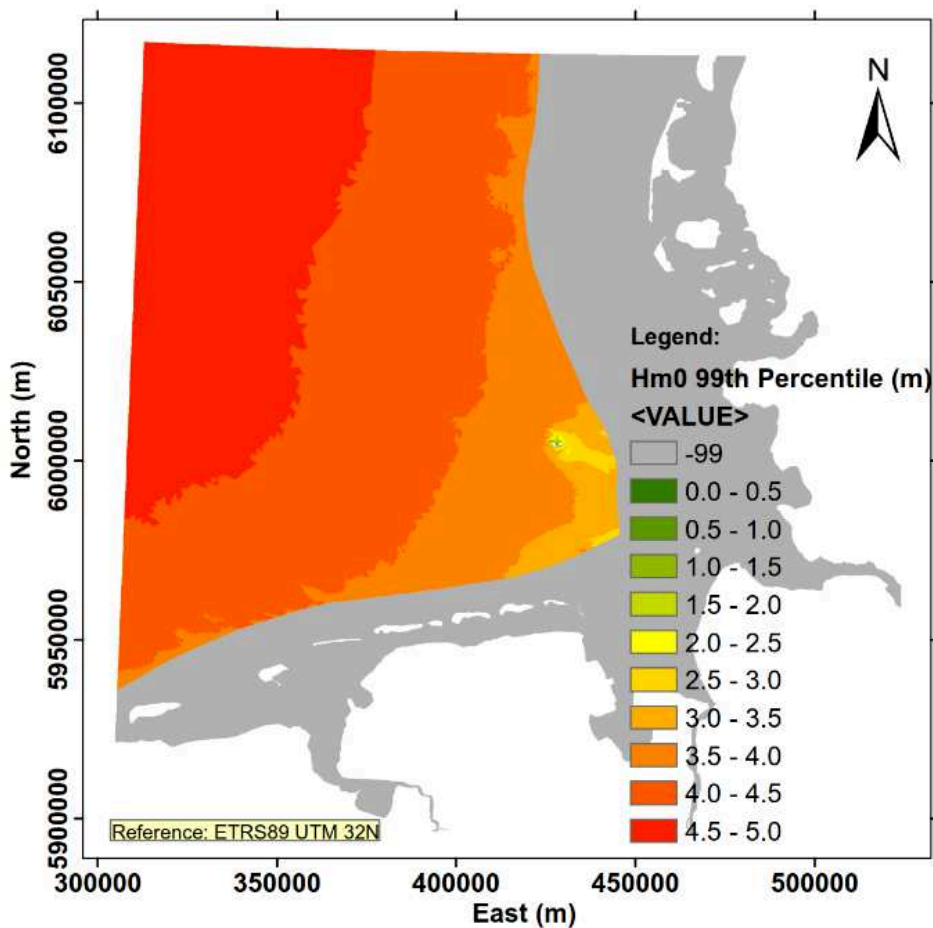 N
6100000
6050000
6000000
5950000
5900000
North (m)
Legend:
Hm0 99th Percentile (m)
<VALUE>
-99
0.0 - 0.5
0.5 - 1.0
1.0 - 1.5
1.5 - 2.0
2.0 - 2.5
2.5 - 3.0
3.0 - 3.5
3.5 - 4.0
4.0 - 4.5
4.5 - 5.0
Reference: ETRS89 UTM 32N
300000 350000 400000 450000 500000
East (m)